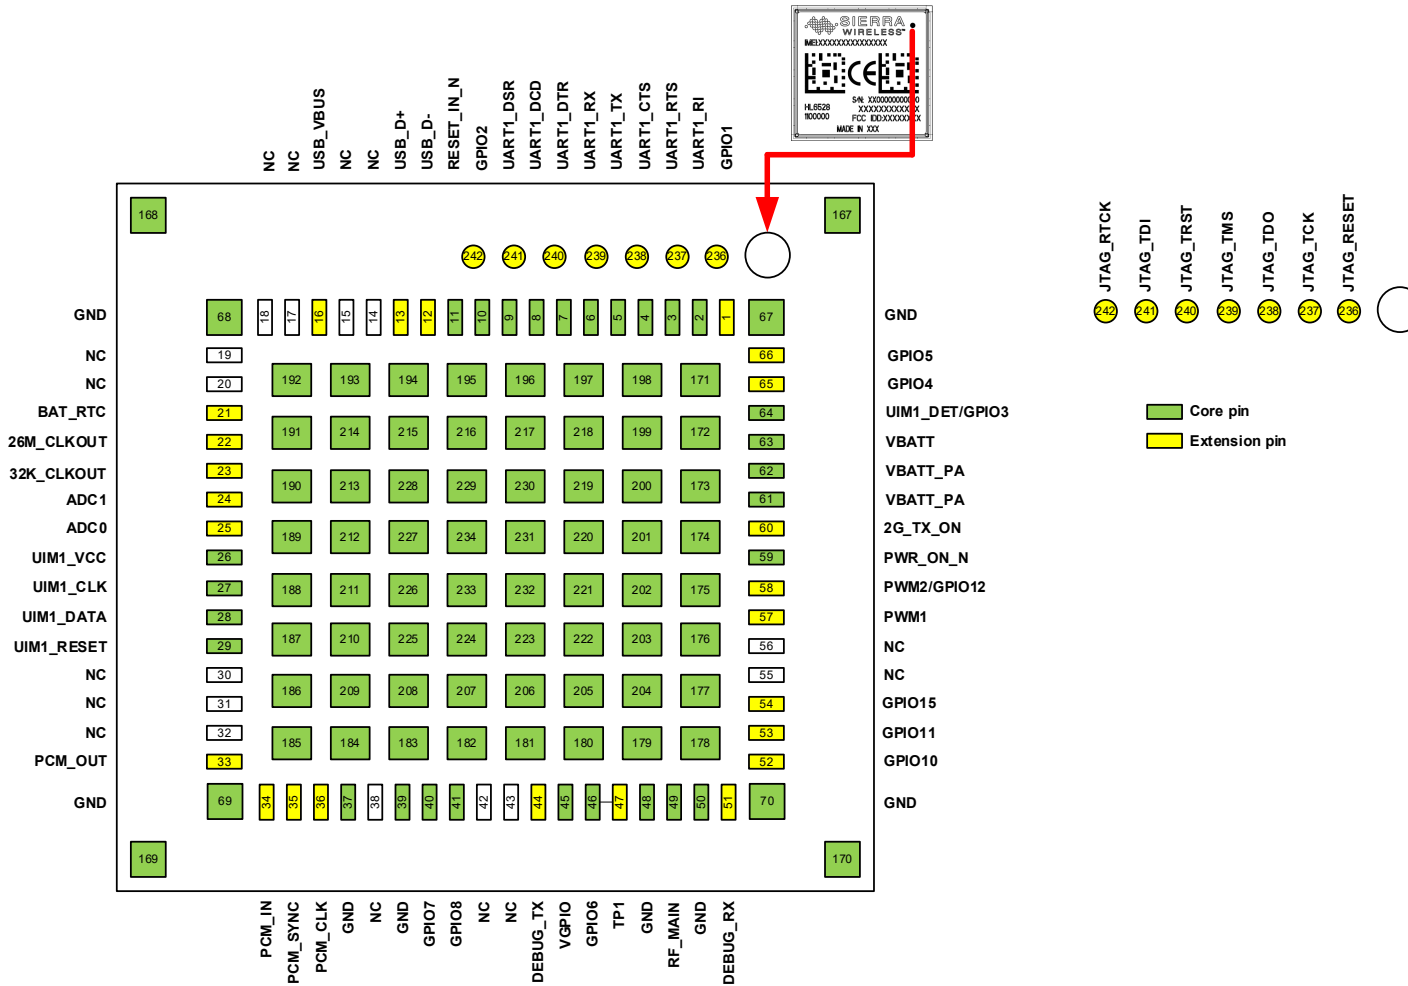 SIERRA
WIRELESS™
IMEI:XXXXXXXXXXXXXXX
CE
S/N: XX000000000000
HL6528 XXXXXXXXXXXXX
1100000 FCC ID:XXXXXXXX
MADE IN XXX
NC NC USB_VBUS NC NC USB_D+ USB_D- RESET_IN_N GPIO2 UART1_DSR UART1_DCD UART1_DTR UART1_RX UART1_TX UART1_CTS UART1_RTS UART1_RI GPIO1
168 167
242 241 240 239 238 237 236
GND 68 18 17 16 15 14 13 12 11 10 9 8 7 6 5 4 3 2 1 67 GND
NC 19 66 GPIO5
NC 20 192 193 194 195 196 197 198 171 65 GPIO4
BAT_RTC 21 64 UIM1_DET/GPIO3
26M_CLKOUT 22 191 214 215 216 217 218 199 172 63 VBATT
32K_CLKOUT 23 62 VBATT_PA
ADC1 24 190 213 228 229 230 219 200 173 61 VBATT_PA
ADC0 25 189 212 227 234 231 220 201 174 60 2G_TX_ON
UIM1_VCC 26 59 PWR_ON_N
UIM1_CLK 27 188 211 226 233 232 221 202 175 58 PWM2/GPIO12
UIM1_DATA 28 57 PWM1
UIM1_RESET 29 187 210 225 224 223 222 203 176 56 NC
NC 30 55 NC
NC 31 186 209 208 207 206 205 204 177 54 GPIO15
NC 32 185 184 183 182 181 180 179 178 53 GPIO11
PCM_OUT 33 52 GPIO10
GND 69 34 35 36 37 38 39 40 41 42 43 44 45 46 47 48 49 50 51 70 GND
169 170
PCM_IN PCM_SYNC PCM_CLK GND NC GND GPIO7 GPIO8 NC NC DEBUG_TX VGPIO GPIO6 TP1 GND RF_MAIN GND DEBUG_RX
JTAG_RTCK JTAG_TDI JTAG_TRST JTAG_TMS JTAG_TDO JTAG_TCK JTAG_RESET
242 241 240 239 238 237 236
Core pin
Extension pin